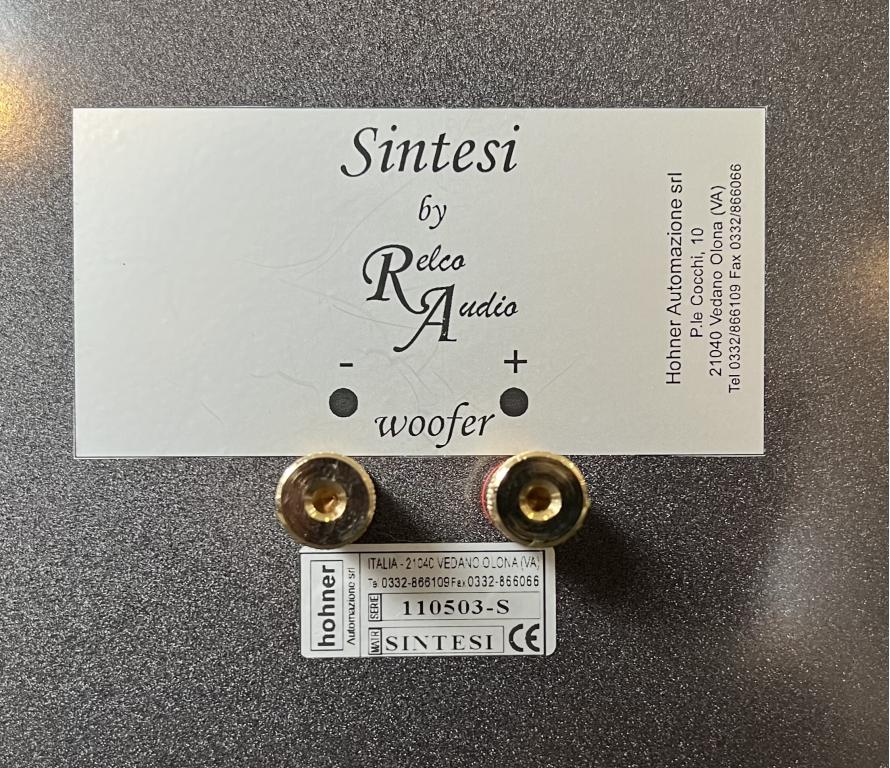 Sintesi
by
Relco
Audio
- +
woofer
Hohner Automazione srl
P.le Cocchi, 10
21040 Vedano Olona (VA)
Tel 0332/866109 Fax 0332/866066
hohner
Automazione srl
ITALIA - 21040 VEDANO OLONA (VA)
Tel 0332-866109 Fax 0332-866066
SERIE 110503-S
MATR SINTESI CE